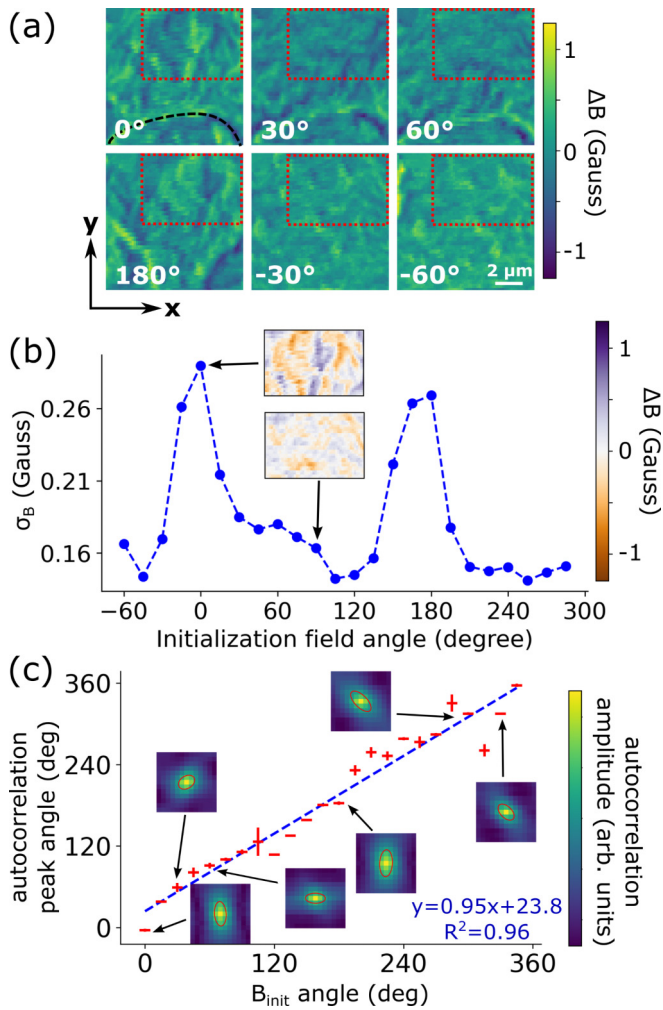 (a)
0°
30°
60°
180°
-30°
-60°
2 μm
y
x
1
0
-1
ΔB (Gauss)
(b)
0.26
0.21
0.16
σB (Gauss)
-60
0
60
120
180
240
300
Initialization field angle (degree)
1
0
-1
ΔB (Gauss)
(c)
360
240
120
0
autocorrelation
peak angle (deg)
0
120
240
360
Binit angle (deg)
y=0.95x+23.8
R²=0.96
autocorrelation
amplitude (arb. units)